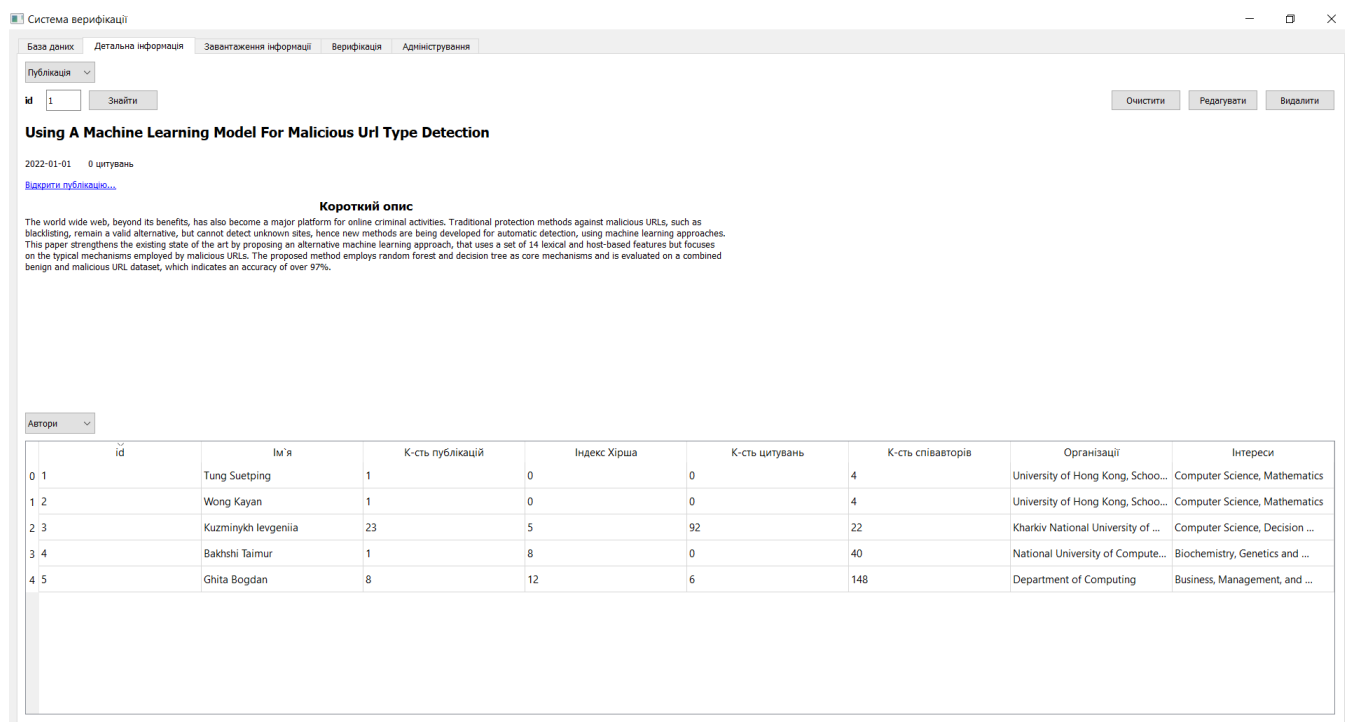 Система верифікації
База даних Детальна інформація Завантаження інформації Верифікація Адміністрування
Публікація
id 1 Знайти Очистити Редагувати Видалити
Using A Machine Learning Model For Malicious Url Type Detection
2022-01-01 0 цитувань
Відкрити публікацію...
Короткий опис
The world wide web, beyond its benefits, has also become a major platform for online criminal activities. Traditional protection methods against malicious URLs, such as
blacklisting, remain a valid alternative, but cannot detect unknown sites, hence new methods are being developed for automatic detection, using machine learning approaches.
This paper strengthens the existing state of the art by proposing an alternative machine learning approach, that uses a set of 14 lexical and host-based features but focuses
on the typical mechanisms employed by malicious URLs. The proposed method employs random forest and decision tree as core mechanisms and is evaluated on a combined
benign and malicious URL dataset, which indicates an accuracy of over 97%.
Автори
id Ім`я К-сть публікацій Індекс Хірша К-сть цитувань К-сть співавторів Організації Інтереси
0 1 Tung Suetping 1 0 0 4 University of Hong Kong, Schoo... Computer Science, Mathematics
1 2 Wong Kayan 1 0 0 4 University of Hong Kong, Schoo... Computer Science, Mathematics
2 3 Kuzminykh Ievgeniia 23 5 92 22 Kharkiv National University of ... Computer Science, Decision ...
3 4 Bakhshi Taimur 1 8 0 40 National University of Compute... Biochemistry, Genetics and ...
4 5 Ghita Bogdan 8 12 6 148 Department of Computing Business, Management, and ...